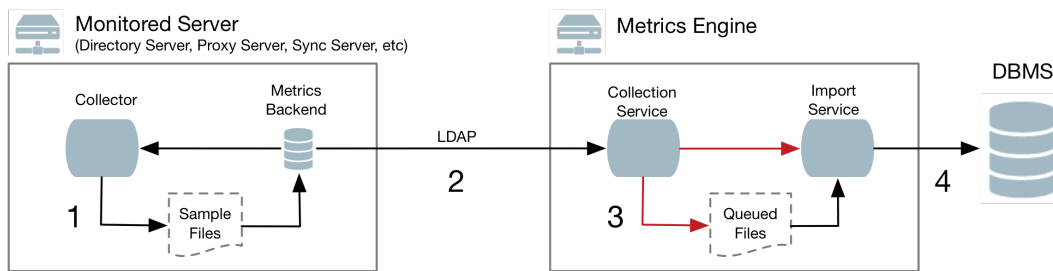 Monitored Server
(Directory Server, Proxy Server, Sync Server, etc)
Collector
Metrics
Backend
1
Sample
Files
LDAP
2
Metrics Engine
Collection
Service
Import
Service
3
Queued
Files
4
DBMS